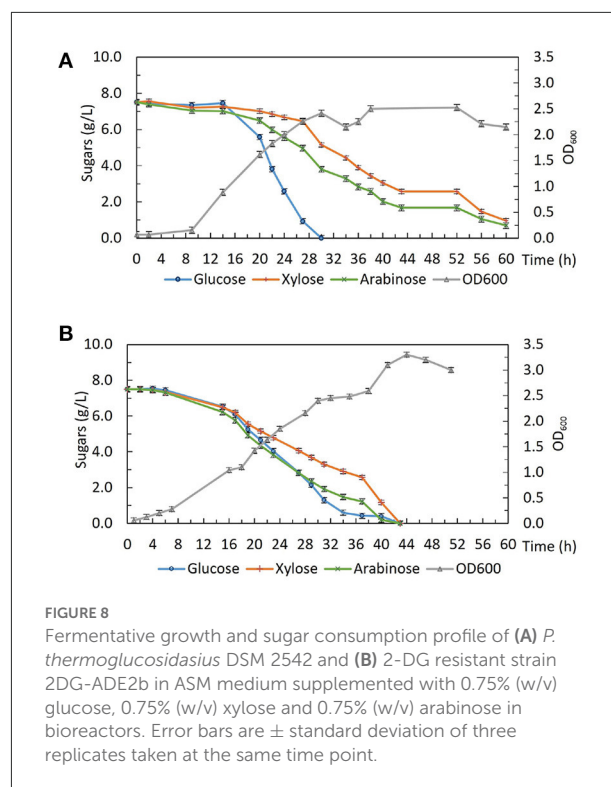 A
10.0
8.0
6.0
4.0
2.0
0.0
Sugars (g/L)
3.5
3.0
2.5
2.0
1.5
1.0
0.5
0.0
OD600
0 4 8 12 16 20 24 28 32 36 40 44 48 52 56 60 Time (h)
Glucose Xylose Arabinose OD600
B
10.0
8.0
6.0
4.0
2.0
0.0
Sugars (g/L)
3.5
3.0
2.5
2.0
1.5
1.0
0.5
0.0
OD600
0 4 8 12 16 20 24 28 32 36 40 44 48 52 56 60 Time (h)
Glucose Xylose Arabinose OD600
FIGURE 8
Fermentative growth and sugar consumption profile of (A) P.
thermoglucosidasius DSM 2542 and (B) 2-DG resistant strain
2DG-ADE2b in ASM medium supplemented with 0.75% (w/v)
glucose, 0.75% (w/v) xylose and 0.75% (w/v) arabinose in
bioreactors. Error bars are ± standard deviation of three
replicates taken at the same time point.